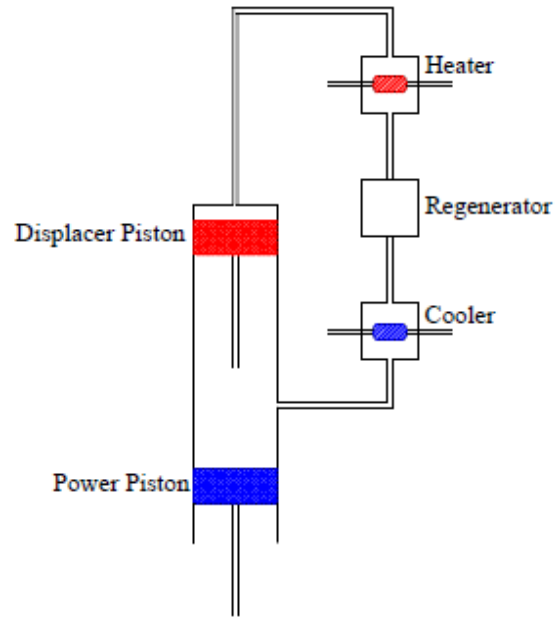 Heater
Regenerator
Displacer Piston
Cooler
Power Piston